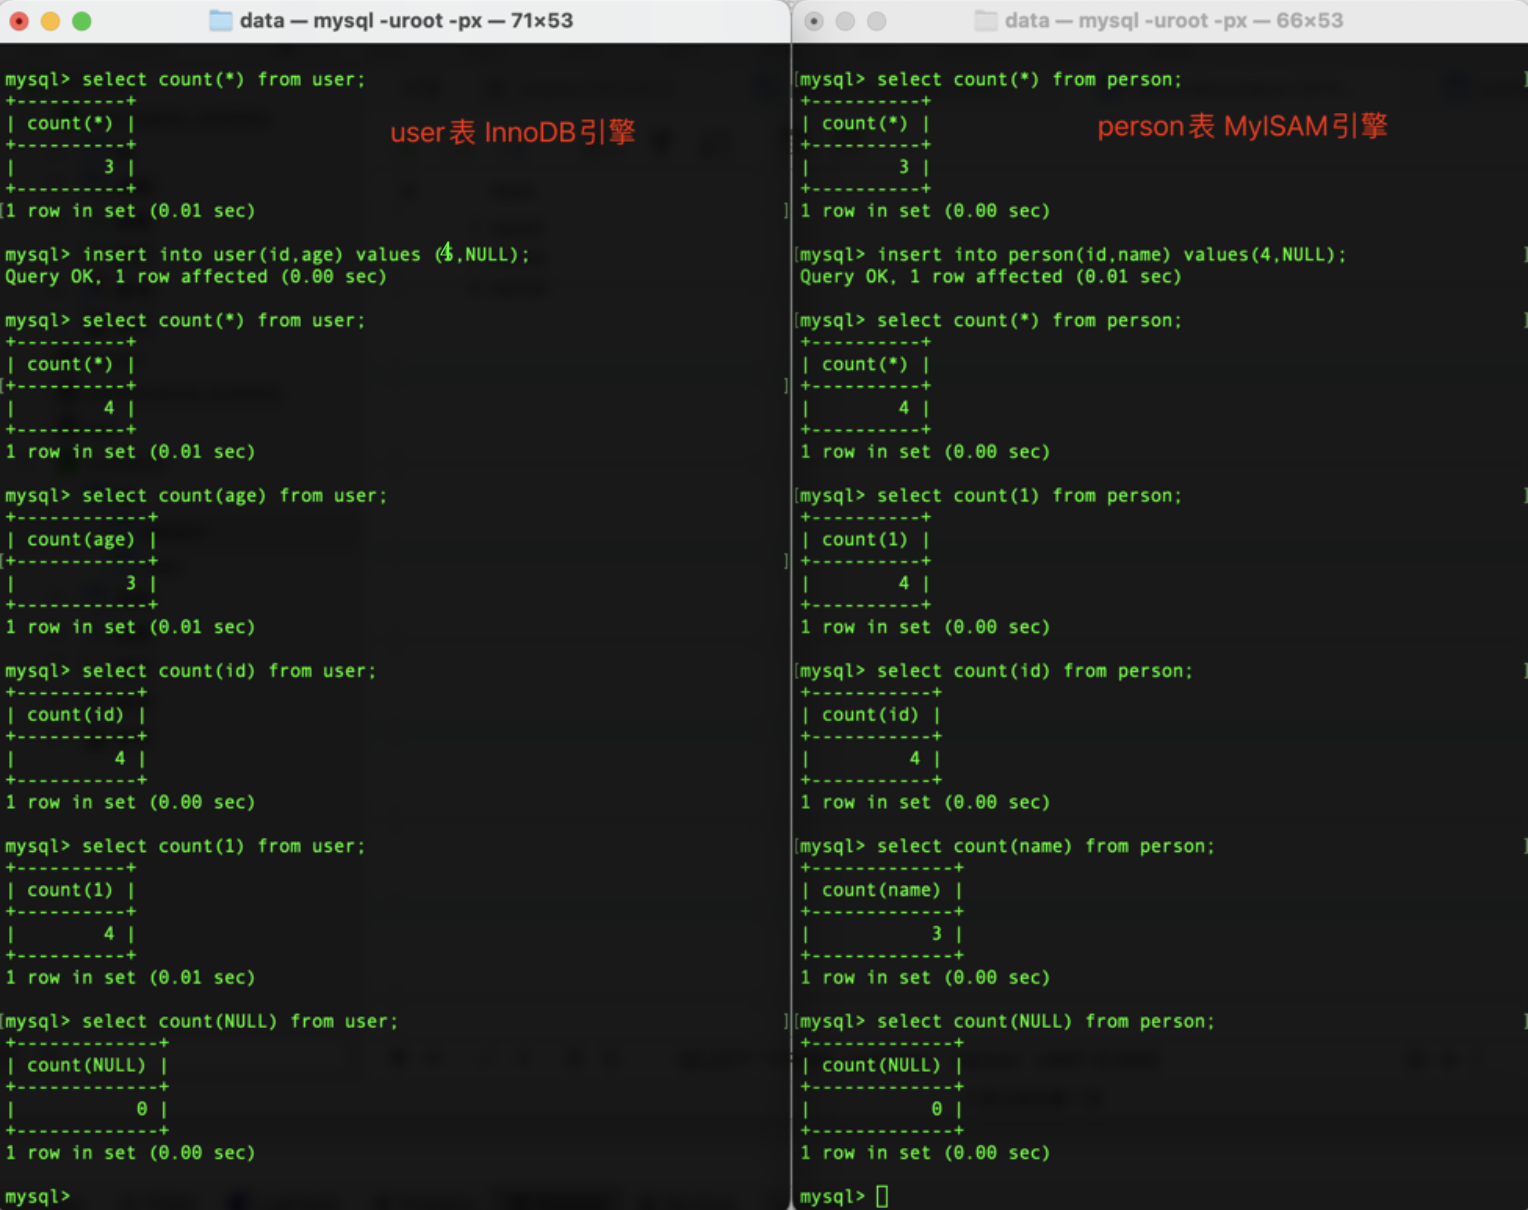 data — mysql -uroot -px — 71×53
mysql> select count(*) from user;
+----------+
| count(*) |
+----------+
|        3 |
+----------+
1 row in set (0.01 sec)
user表 InnoDB引擎
mysql> insert into user(id,age) values (4,NULL);
Query OK, 1 row affected (0.00 sec)
mysql> select count(*) from user;
+----------+
| count(*) |
+----------+
|        4 |
+----------+
1 row in set (0.01 sec)
mysql> select count(age) from user;
+------------+
| count(age) |
+------------+
|          3 |
+------------+
1 row in set (0.01 sec)
mysql> select count(id) from user;
+-----------+
| count(id) |
+-----------+
|         4 |
+-----------+
1 row in set (0.00 sec)
mysql> select count(1) from user;
+----------+
| count(1) |
+----------+
|        4 |
+----------+
1 row in set (0.01 sec)
mysql> select count(NULL) from user;
+-------------+
| count(NULL) |
+-------------+
|           0 |
+-------------+
1 row in set (0.00 sec)
mysql>
data — mysql -uroot -px — 66×53
mysql> select count(*) from person;
+----------+
| count(*) |
+----------+
|        3 |
+----------+
1 row in set (0.00 sec)
person表 MyISAM引擎
mysql> insert into person(id,name) values(4,NULL);
Query OK, 1 row affected (0.01 sec)
mysql> select count(*) from person;
+----------+
| count(*) |
+----------+
|        4 |
+----------+
1 row in set (0.00 sec)
mysql> select count(1) from person;
+----------+
| count(1) |
+----------+
|        4 |
+----------+
1 row in set (0.00 sec)
mysql> select count(id) from person;
+-----------+
| count(id) |
+-----------+
|         4 |
+-----------+
1 row in set (0.00 sec)
mysql> select count(name) from person;
+-------------+
| count(name) |
+-------------+
|           3 |
+-------------+
1 row in set (0.00 sec)
mysql> select count(NULL) from person;
+-------------+
| count(NULL) |
+-------------+
|           0 |
+-------------+
1 row in set (0.00 sec)
mysql>